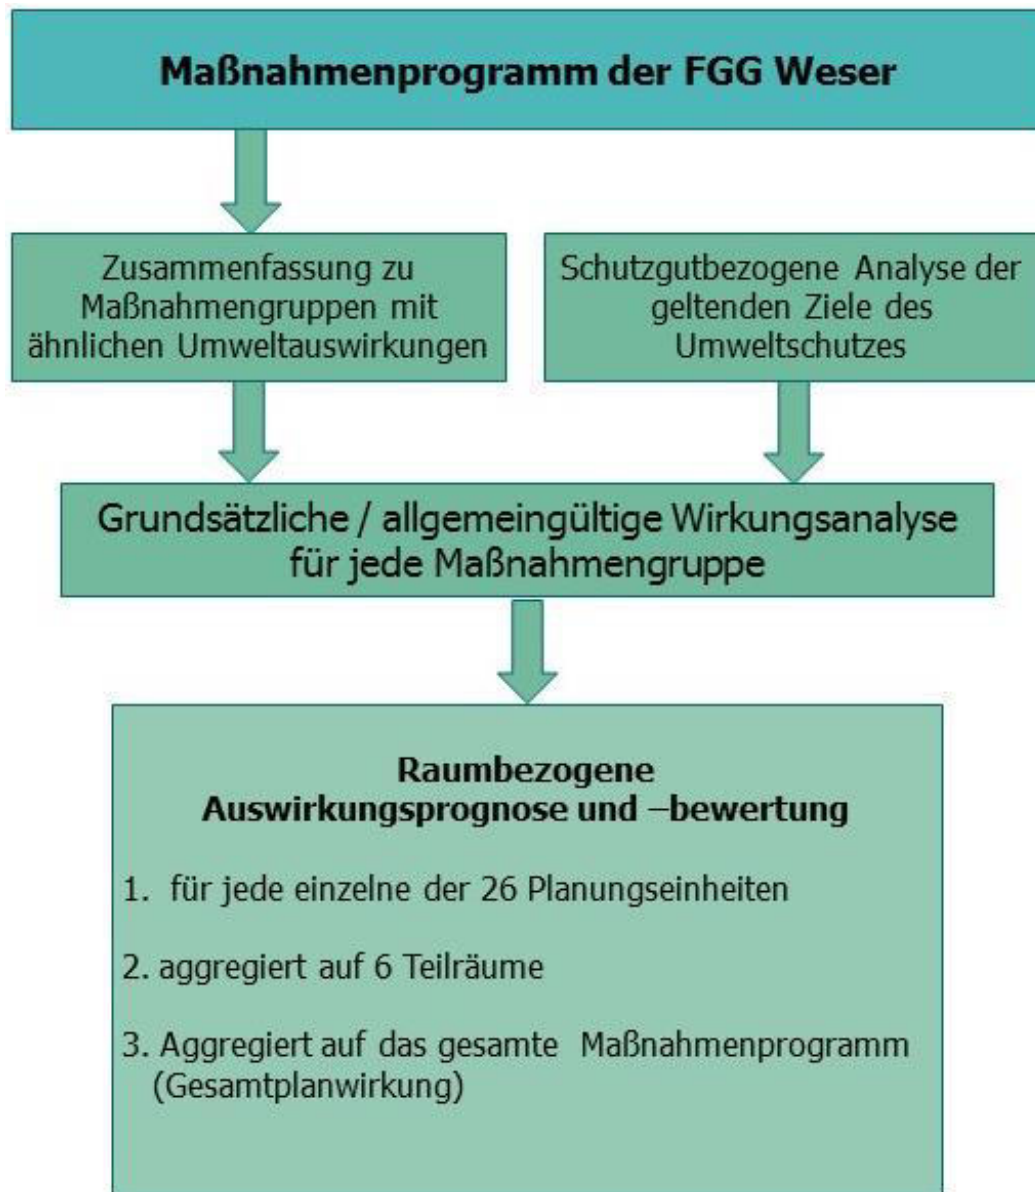 Maßnahmenprogramm der FGG Weser
Zusammenfassung zu
Maßnahmengruppen mit
ähnlichen Umweltauswirkungen
Schutzgutbezogene Analyse der
geltenden Ziele des
Umweltschutzes
Grundsätzliche / allgemeingültige Wirkungsanalyse
für jede Maßnahmengruppe
Raumbezogene
Auswirkungsprognose und –bewertung
1. für jede einzelne der 26 Planungseinheiten
2. aggregiert auf 6 Teilräume
3. Aggregiert auf das gesamte Maßnahmenprogramm
(Gesamtplanwirkung)